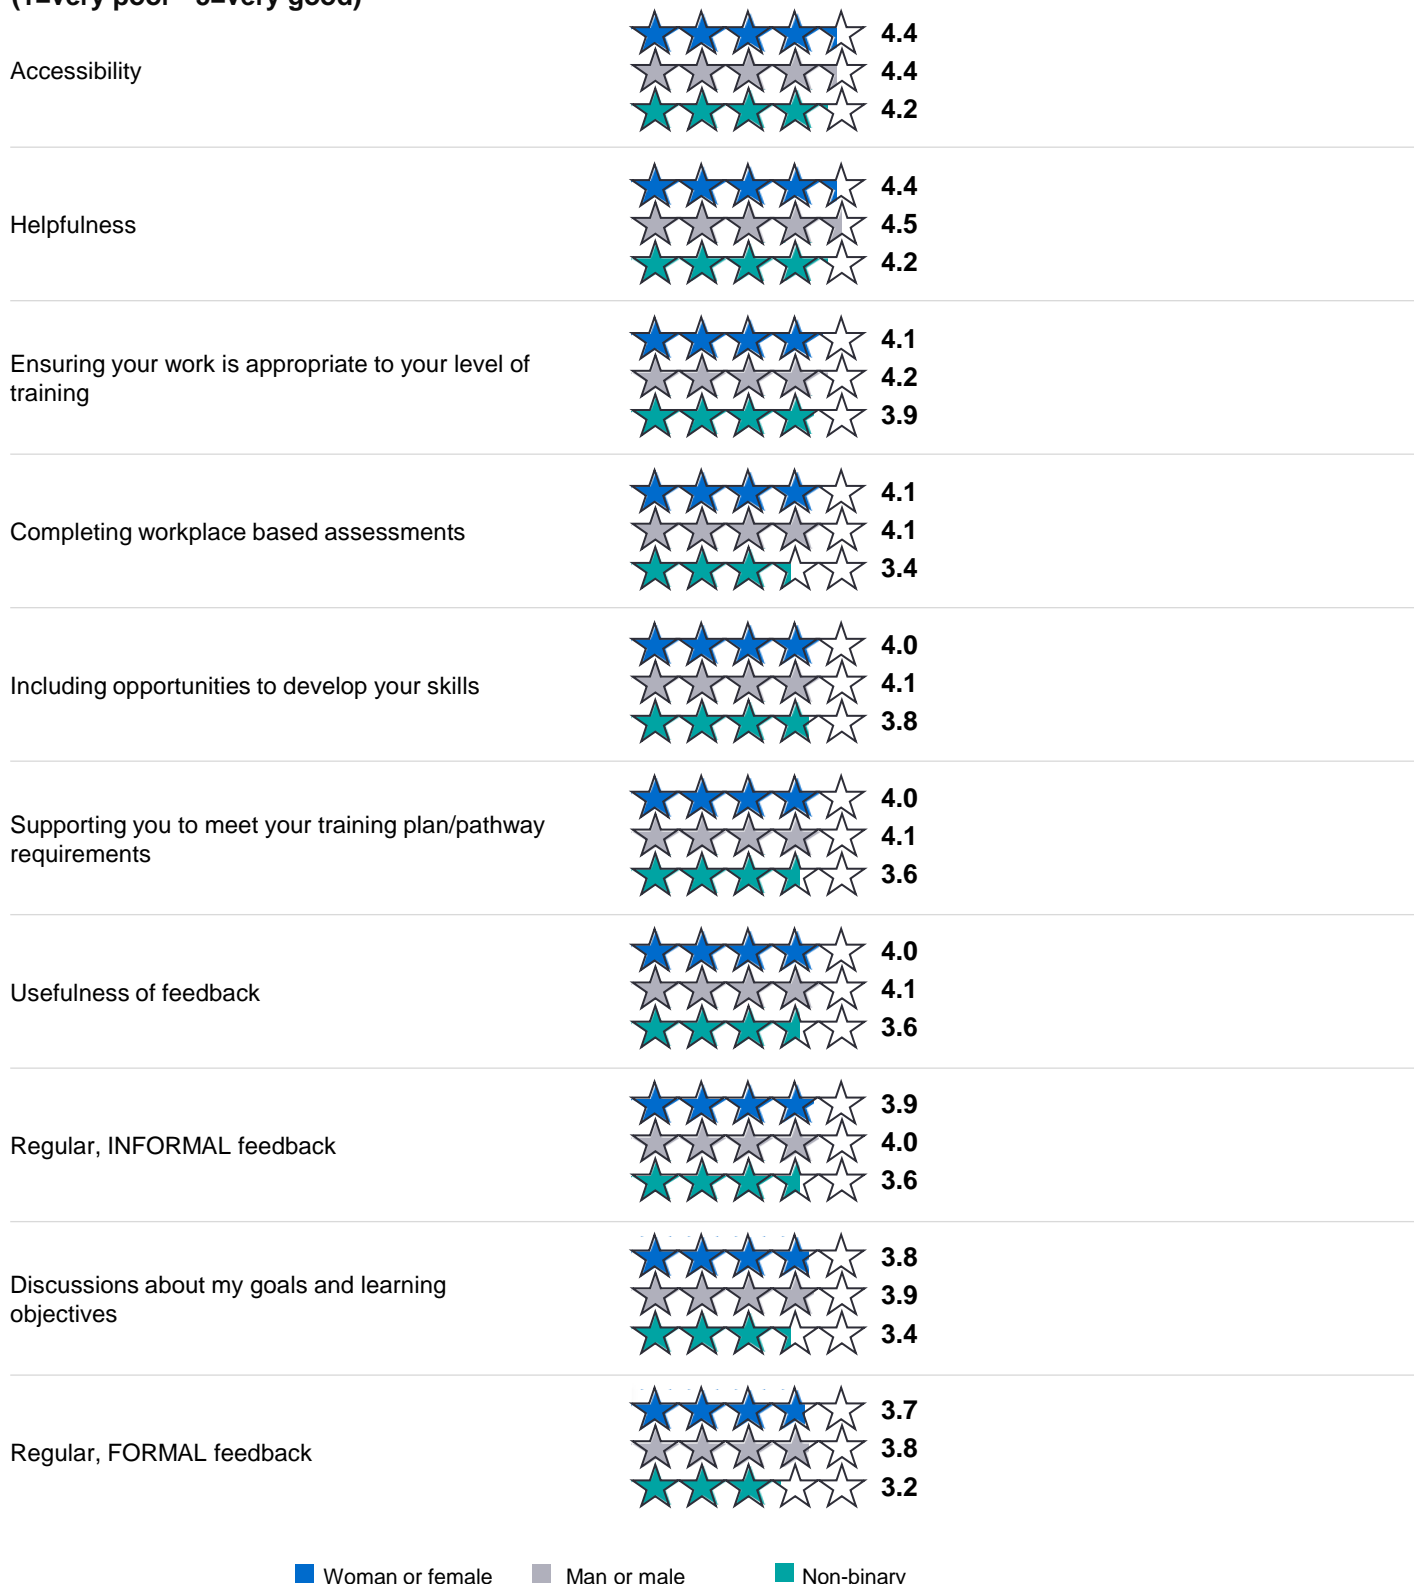 4.4
Accessibility
4.4
4.2
4.4
Helpfulness
4.5
4.2
4.1
Ensuring your work is appropriate to your level of
training
4.2
3.9
4.1
Completing workplace based assessments
4.1
3.4
4.0
Including opportunities to develop your skills
4.1
3.8
4.0
Supporting you to meet your training plan/pathway
requirements
4.1
3.6
4.0
Usefulness of feedback
4.1
3.6
3.9
Regular, INFORMAL feedback
4.0
3.6
3.8
Discussions about my goals and learning
objectives
3.9
3.4
3.7
Regular, FORMAL feedback
3.8
3.2
Woman or female Man or male Non-binary